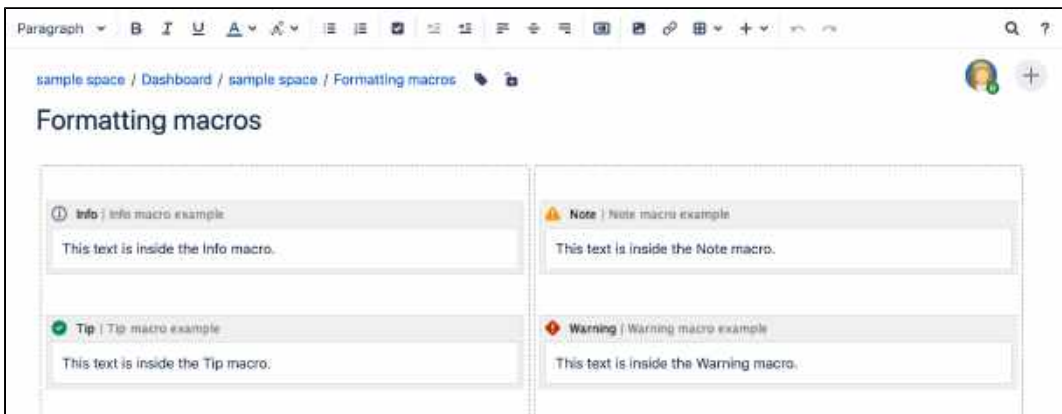 Paragraph B I U A ?
sample space / Dashboard / sample space / Formatting macros
Formatting macros
Info | Info macro example
This text is inside the Info macro.
Note | Note macro example
This text is inside the Note macro.
Tip | Tip macro example
This text is inside the Tip macro.
Warning | Warning macro example
This text is inside the Warning macro.